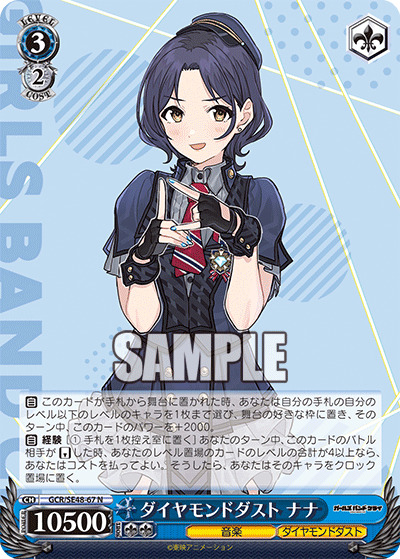 LEVEL
3
2
COST
GIRLS BAND C
SAMPLE
自 このカードが手札から舞台に置かれた時、あなたは自分の手札の自分の
レベル以下のレベルのキャラを1枚まで選び、舞台の好きな枠に置き、その
ターン中、このカードのパワーを+2000。
自 経験 [① 手札を1枚控え室に置く] あなたのターン中、このカードのバトル
相手がした時、あなたのレベル置場のカードのレベルの合計が4以上なら、
あなたはコストを払ってよい。そうしたら、あなたはそのキャラをクロック
置場に置く。
GCR/SE48-67 N
10500
ダイヤモンドダスト ナナ
ガールズ バンド クライ
音楽
ダイヤモンドダスト
©東映アニメーション